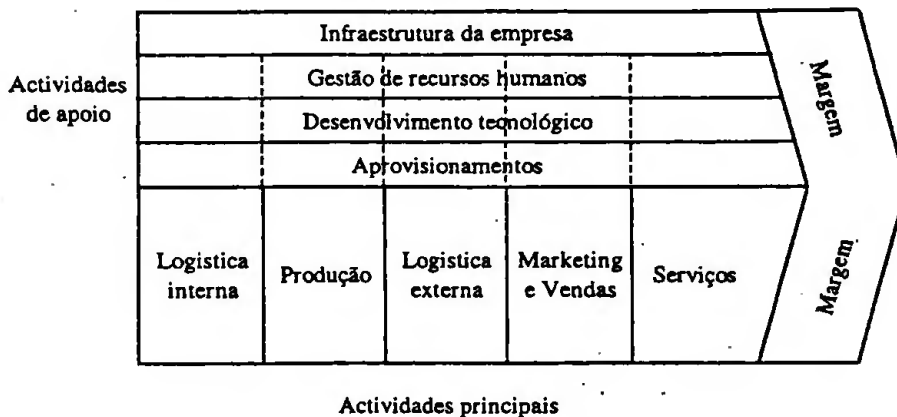 Infraestrutura da empresa
Gestão de recursos humanos
Actividades
de apoio
Desenvolvimento tecnológico
Aprovisionamentos
Margem
Logistica
interna
Produção
Logistica
externa
Marketing
e Vendas
Serviços
Margem
Actividades principais